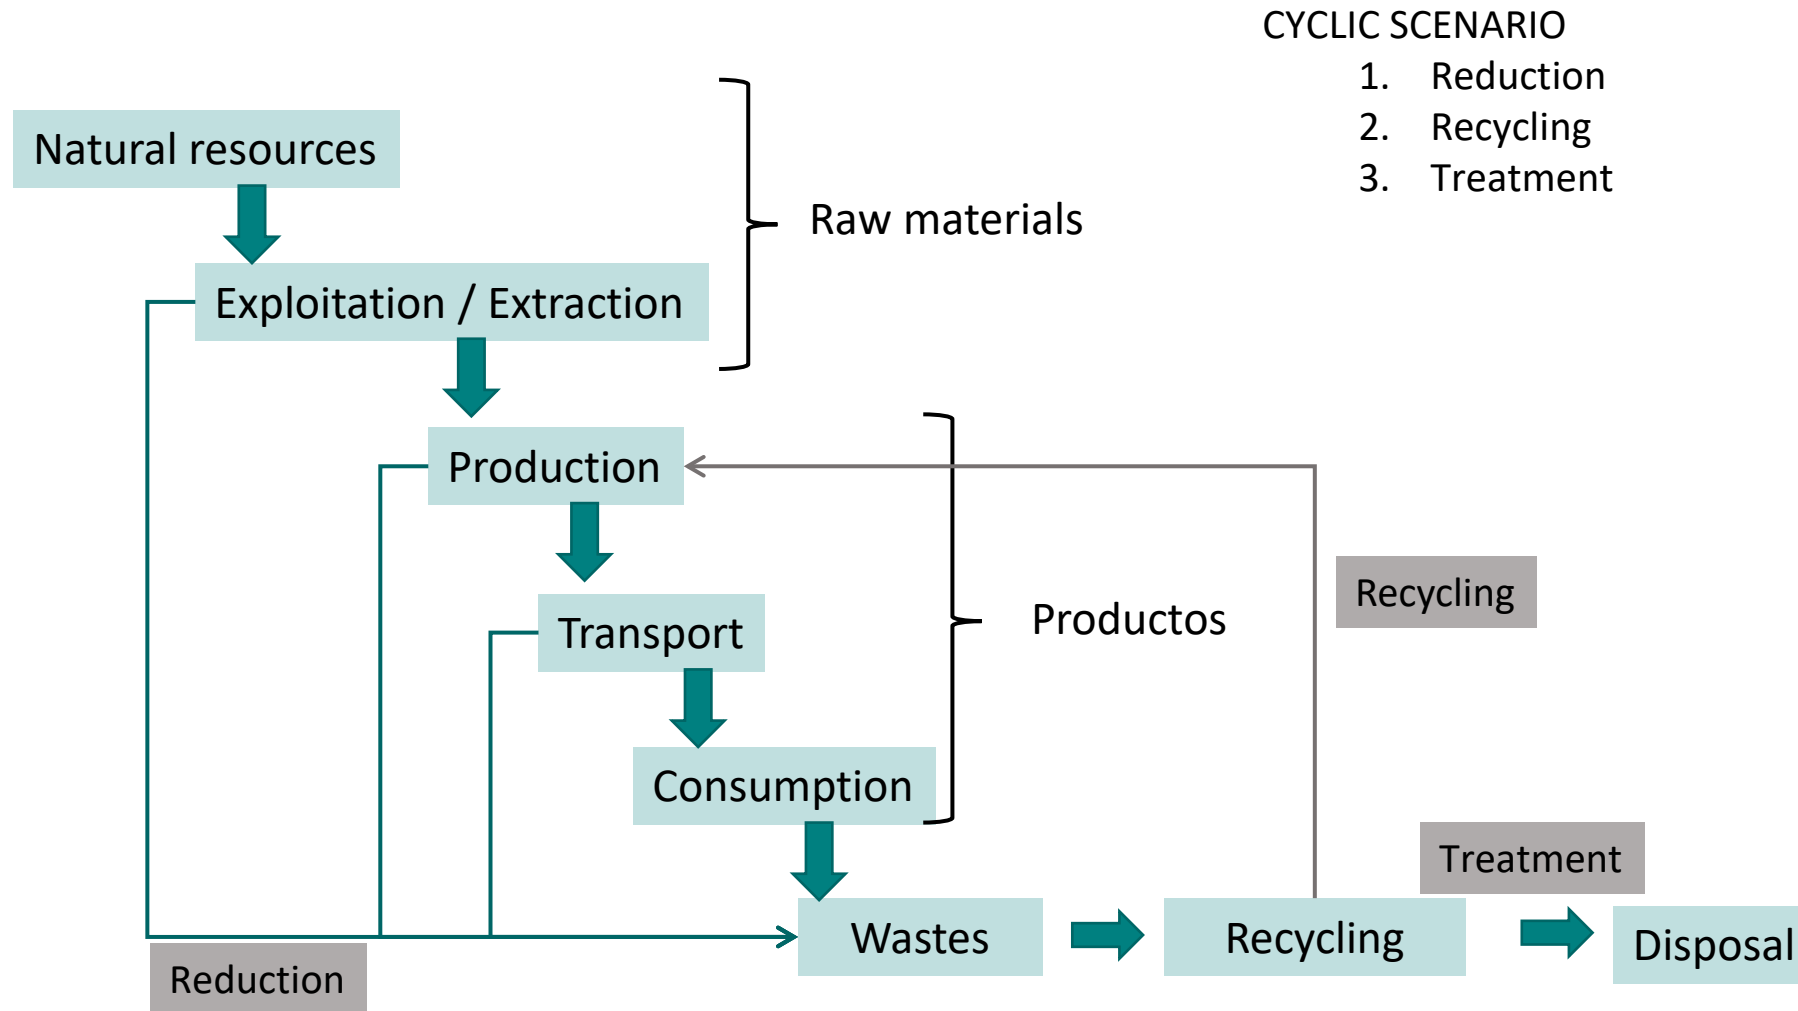 CYCLIC SCENARIO
1. Reduction
2. Recycling
3. Treatment
Natural resources
Raw materials
Exploitation / Extraction
Production
Recycling
Transport
Productos
Consumption
Treatment
Wastes
Recycling
Disposal
Reduction